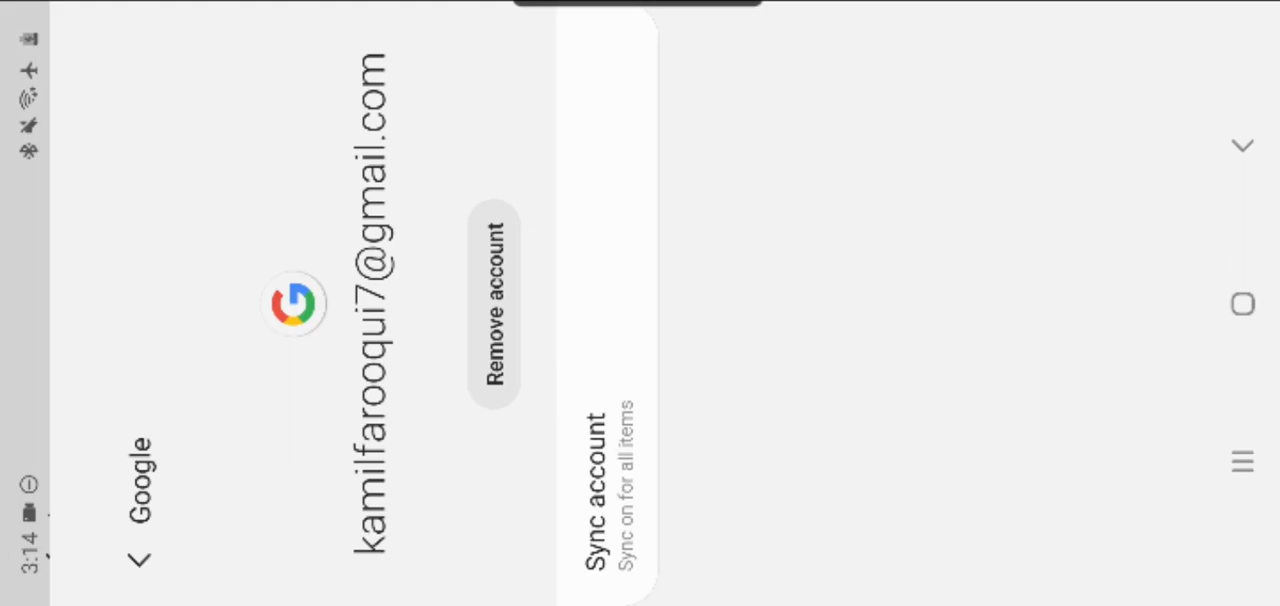 3:14
Google
kamilfarooqui7@gmail.com
Remove account
Sync account
Sync on for all items